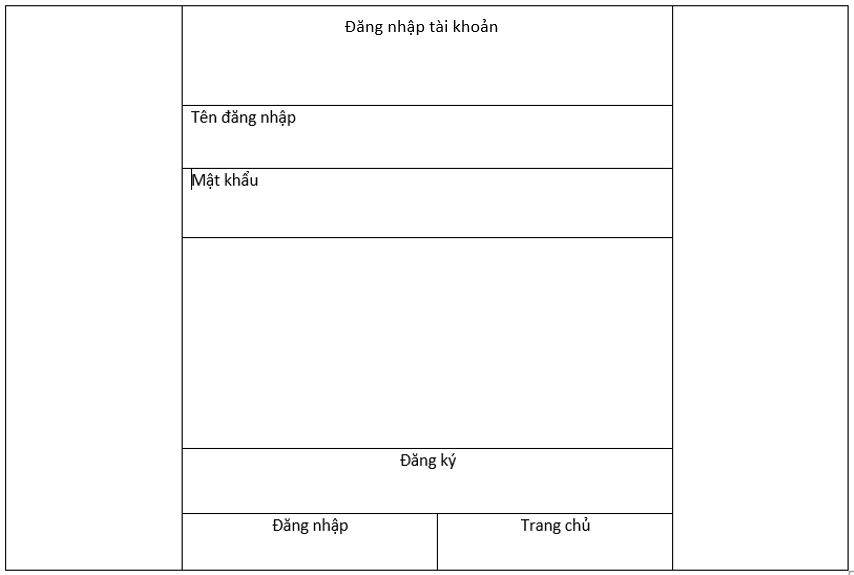 Đăng nhập tài khoản
Tên đăng nhập
Mật khẩu
Đăng ký
Đăng nhập
Trang chủ